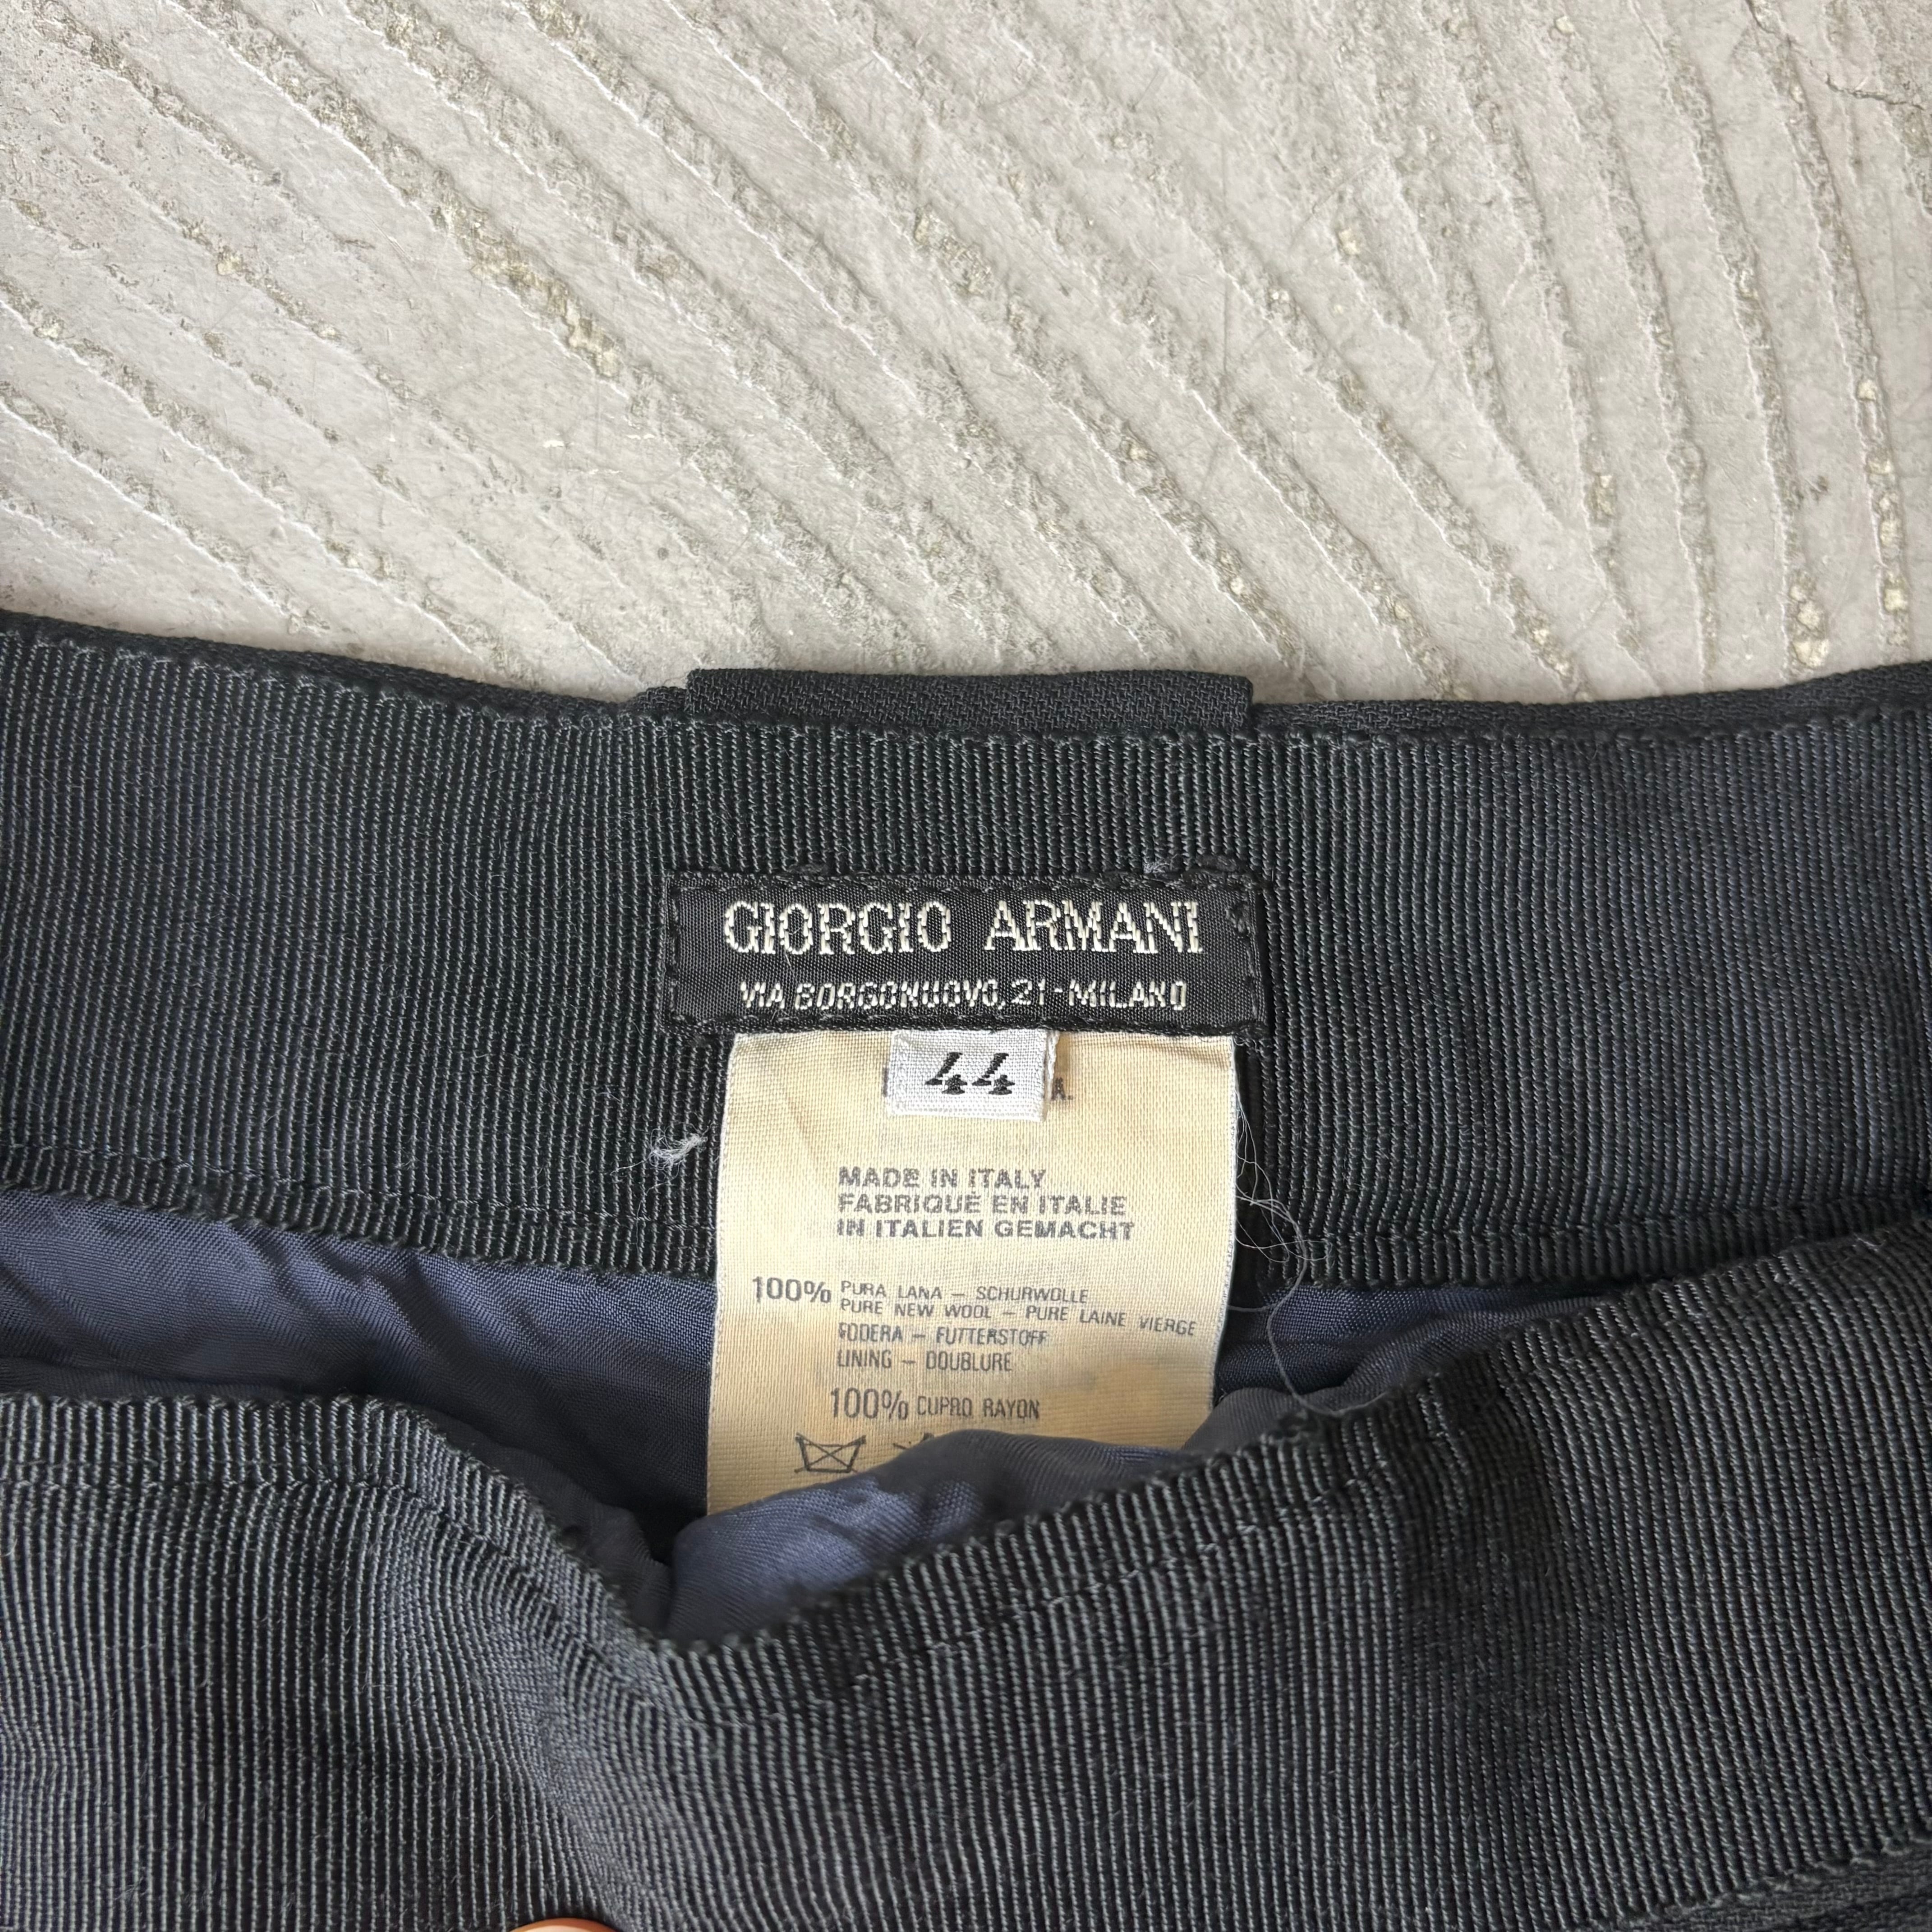 GIORGIO ARMANI
VIA BORGONUOVO, 21-MILANO
44
A.
MADE IN ITALY
FABRIQUÉ EN ITALIE
IN ITALIEN GEMACHT
100% PURA LANA – SCHURWOLLE
PURE NEW WOOL – PURE LAINE VIERGE
FODERA – FUTTERSTOFF
LINING – DOUBLURE
100% CUPRO RAYON